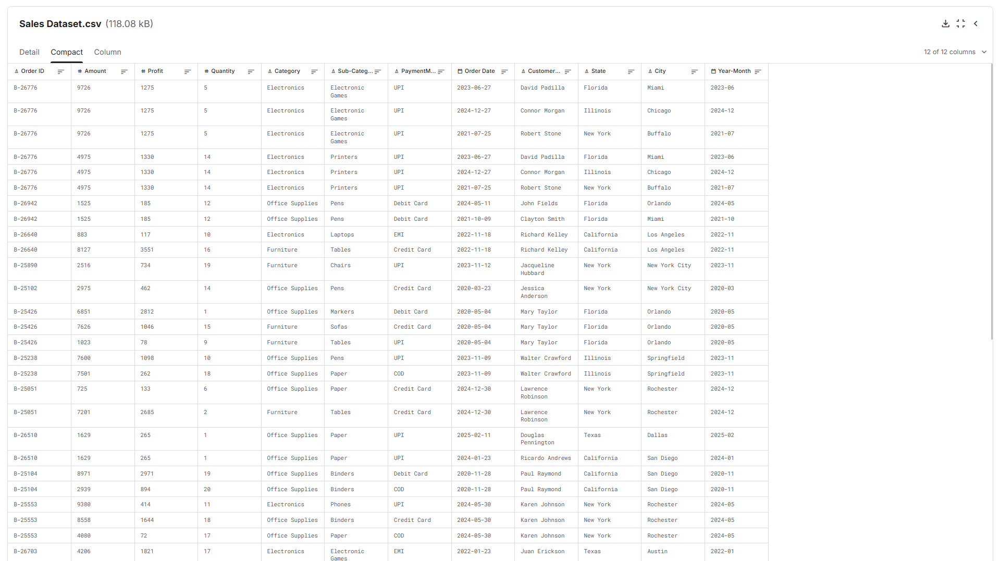 Sales Dataset.csv (118.08 kB)
Detail Compact Column 12 of 12 columns
Order ID Amount Profit Quantity Category Sub-Categ... PaymentM... Order Date Customer... State City Year-Month
B-26776 9726 1275 5 Electronics Electronic Games UPI 2023-06-27 David Padilla Florida Miami 2023-06
B-26776 9726 1275 5 Electronics Electronic Games UPI 2024-12-27 Connor Morgan Illinois Chicago 2024-12
B-26776 9726 1275 5 Electronics Electronic Games UPI 2021-07-25 Robert Stone New York Buffalo 2021-07
B-26776 4975 1330 14 Electronics Printers UPI 2023-06-27 David Padilla Florida Miami 2023-06
B-26776 4975 1330 14 Electronics Printers UPI 2024-12-27 Connor Morgan Illinois Chicago 2024-12
B-26776 4975 1330 14 Electronics Printers UPI 2021-07-25 Robert Stone New York Buffalo 2021-07
B-26942 1525 185 12 Office Supplies Pens Debit Card 2024-05-11 John Fields Florida Orlando 2024-05
B-26942 1525 185 12 Office Supplies Pens Debit Card 2021-10-09 Clayton Smith Florida Miami 2021-10
B-26640 883 117 10 Electronics Laptops EMI 2022-11-18 Richard Kelley California Los Angeles 2022-11
B-26640 8127 3551 16 Furniture Tables Credit Card 2022-11-18 Richard Kelley California Los Angeles 2022-11
B-25890 2516 734 19 Furniture Chairs UPI 2023-11-12 Jacqueline Hubbard New York New York City 2023-11
B-25102 2975 462 14 Office Supplies Pens Credit Card 2020-03-23 Jessica Anderson New York New York City 2020-03
B-25426 6851 2812 1 Office Supplies Markers Debit Card 2020-05-04 Mary Taylor Florida Orlando 2020-05
B-25426 7626 1046 15 Furniture Sofas Credit Card 2020-05-04 Mary Taylor Florida Orlando 2020-05
B-25426 1023 78 9 Furniture Tables UPI 2020-05-04 Mary Taylor Florida Orlando 2020-05
B-25238 7600 1098 10 Office Supplies Pens UPI 2023-11-09 Walter Crawford Illinois Springfield 2023-11
B-25238 7501 262 18 Office Supplies Paper COD 2023-11-09 Walter Crawford Illinois Springfield 2023-11
B-25051 725 133 6 Office Supplies Paper Credit Card 2024-12-30 Lawrence Robinson New York Rochester 2024-12
B-25051 7201 2685 2 Furniture Tables Credit Card 2024-12-30 Lawrence Robinson New York Rochester 2024-12
B-26510 1629 265 1 Office Supplies Paper UPI 2025-02-11 Douglas Pennington Texas Dallas 2025-02
B-26510 1629 265 1 Office Supplies Paper UPI 2024-01-23 Ricardo Andrews California San Diego 2024-01
B-25104 8971 2971 19 Office Supplies Binders Debit Card 2020-11-28 Paul Raymond California San Diego 2020-11
B-25104 2939 894 20 Office Supplies Binders COD 2020-11-28 Paul Raymond California San Diego 2020-11
B-25553 9380 414 11 Electronics Phones UPI 2024-05-30 Karen Johnson New York Rochester 2024-05
B-25553 8558 1644 18 Office Supplies Binders Credit Card 2024-05-30 Karen Johnson New York Rochester 2024-05
B-25553 4080 72 17 Office Supplies Paper COD 2024-05-30 Karen Johnson New York Rochester 2024-05
B-26703 4206 1821 17 Electronics Electronic Games EMI 2022-01-23 Juan Erickson Texas Austin 2022-01